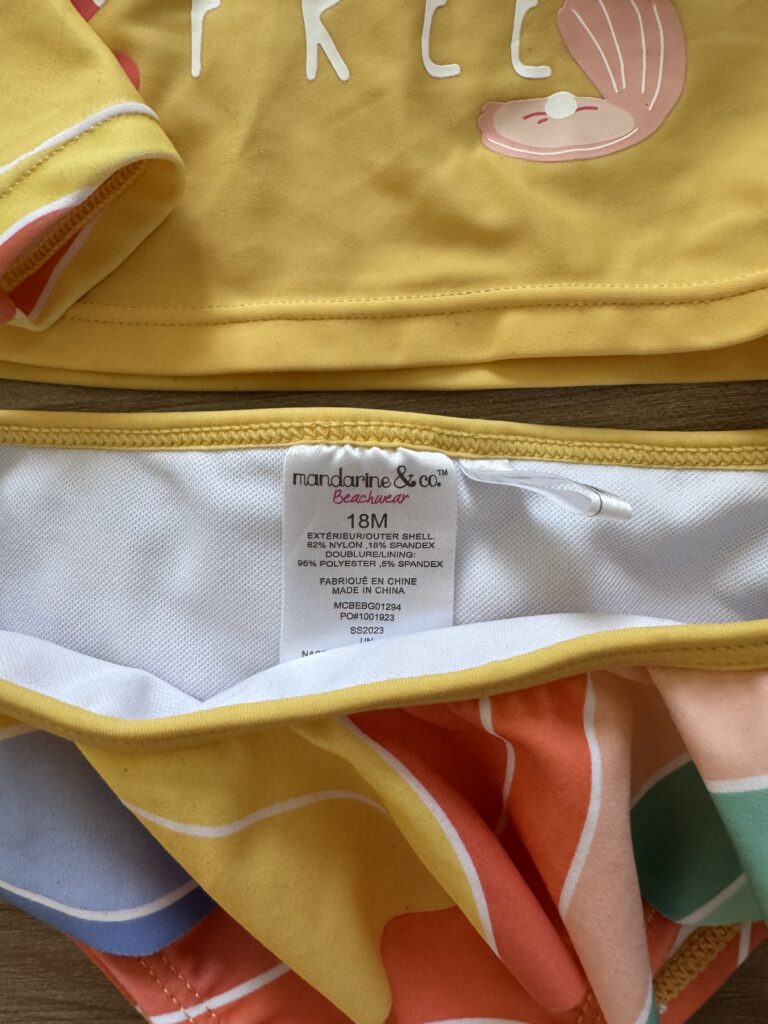 FREE
mandarine & co.™
Beachwear
18M
EXTÉRIEUR/OUTER SHELL.
82% NYLON ,18% SPANDEX
DOUBLURE/LINING:
95% POLYESTER ,5% SPANDEX
FABRIQUÉ EN CHINE
MADE IN CHINA
MCBEBG01294
PO#1001923
SS2023